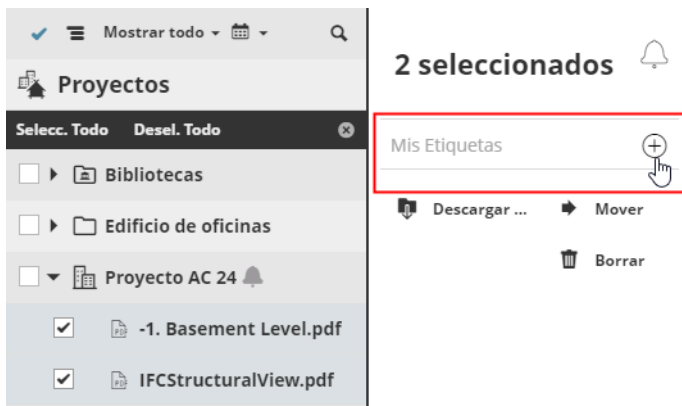 Mostrar todo
Proyectos
Selecc. Todo Desel. Todo
Bibliotecas
Edificio de oficinas
Proyecto AC 24
-1. Basement Level.pdf
IFCStructuralView.pdf
2 seleccionados
Mis Etiquetas
Descargar ... Mover
Borrar